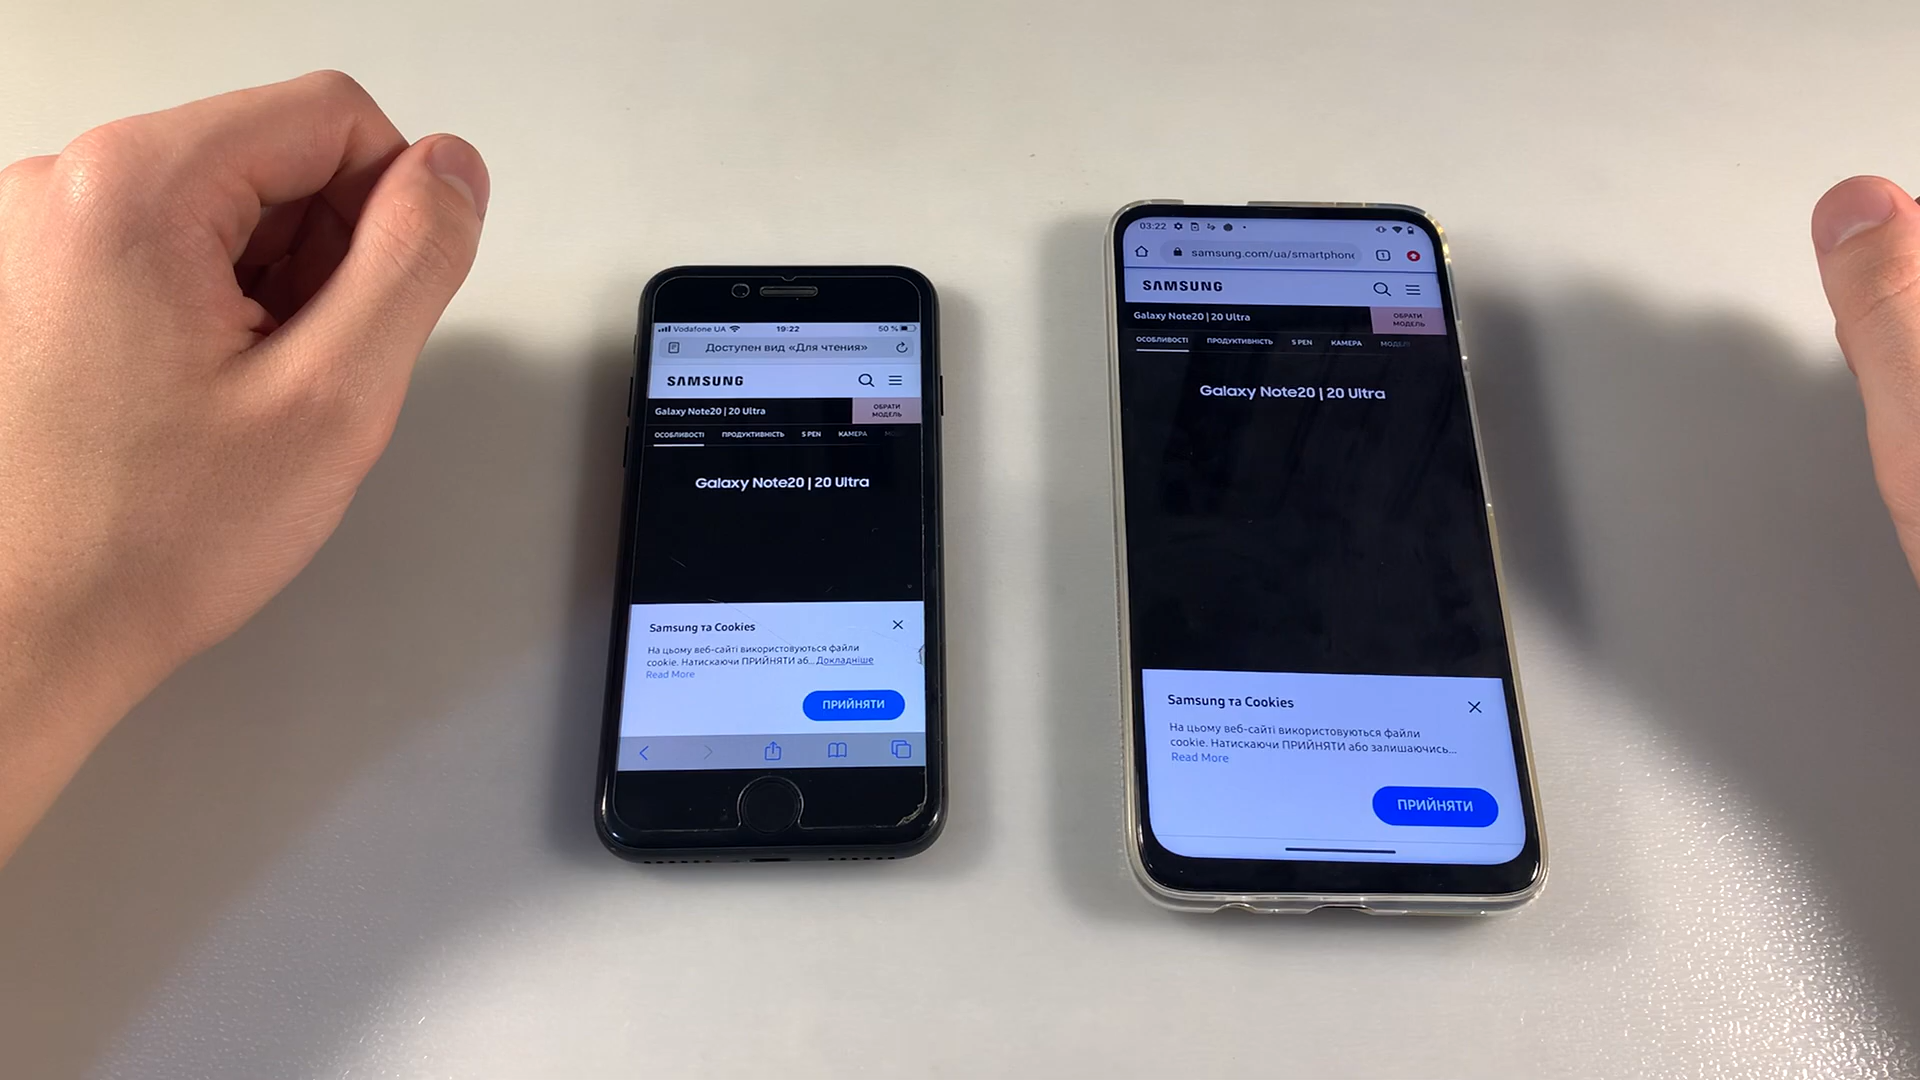 Vodafone UA
19:22
50 %
Доступен вид «Для чтения»
SAMSUNG
Galaxy Note20 | 20 Ultra
ОБРАТИ
МОДЕЛЬ
ОСОБЛИВОСТІ ПРОДУКТИВНІСТЬ S PEN КАМЕРА
Galaxy Note20 | 20 Ultra
Samsung та Cookies
На цьому веб-сайті використовуються файли
cookie. Натискаючи ПРИЙНЯТИ аб... Докладніше
Read More
ПРИЙНЯТИ
03:22
samsung.com/ua/smartphone
1
SAMSUNG
Galaxy Note20 | 20 Ultra
ОБРАТИ
МОДЕЛЬ
ОСОБЛИВОСТІ ПРОДУКТИВНІСТЬ S PEN КАМЕРА
Galaxy Note20 | 20 Ultra
Samsung та Cookies
На цьому веб-сайті використовуються файли
cookie. Натискаючи ПРИЙНЯТИ або залишаючись...
Read More
ПРИЙНЯТИ